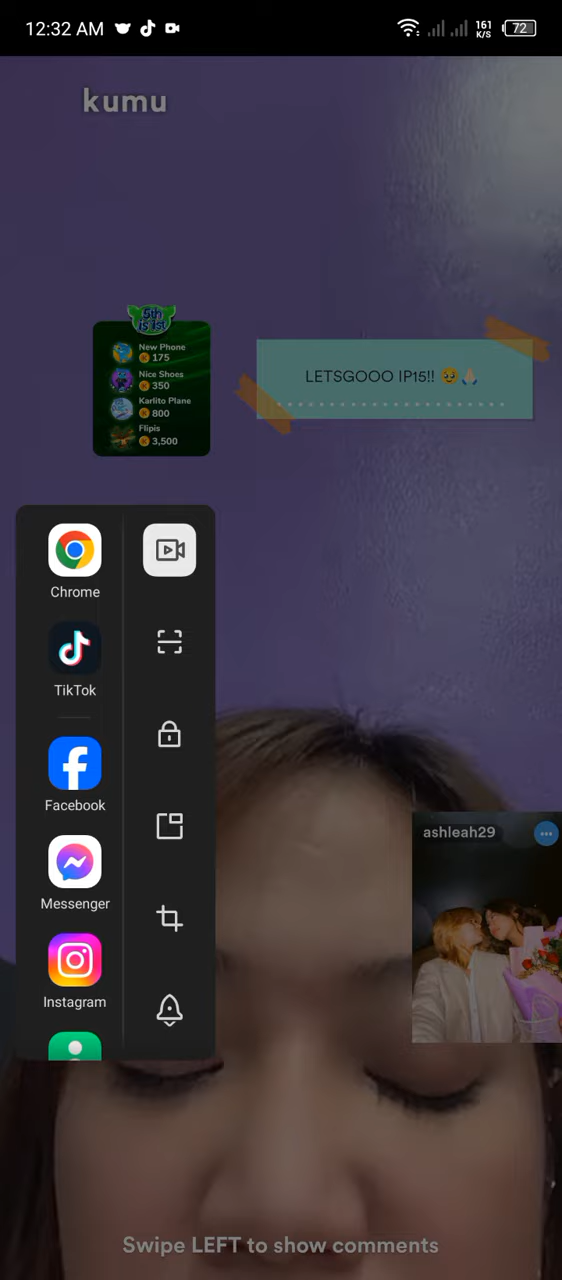 12:32 AM
161
K/S
72
kumu
5th
is 1st
New Phone
175
Nice Shoes
350
Karlito Plane
800
Flipis
3,500
LETSGOOO IP15!! 🥹🙏🏻
Chrome
TikTok
Facebook
Messenger
Instagram
ashleah29
Swipe LEFT to show comments